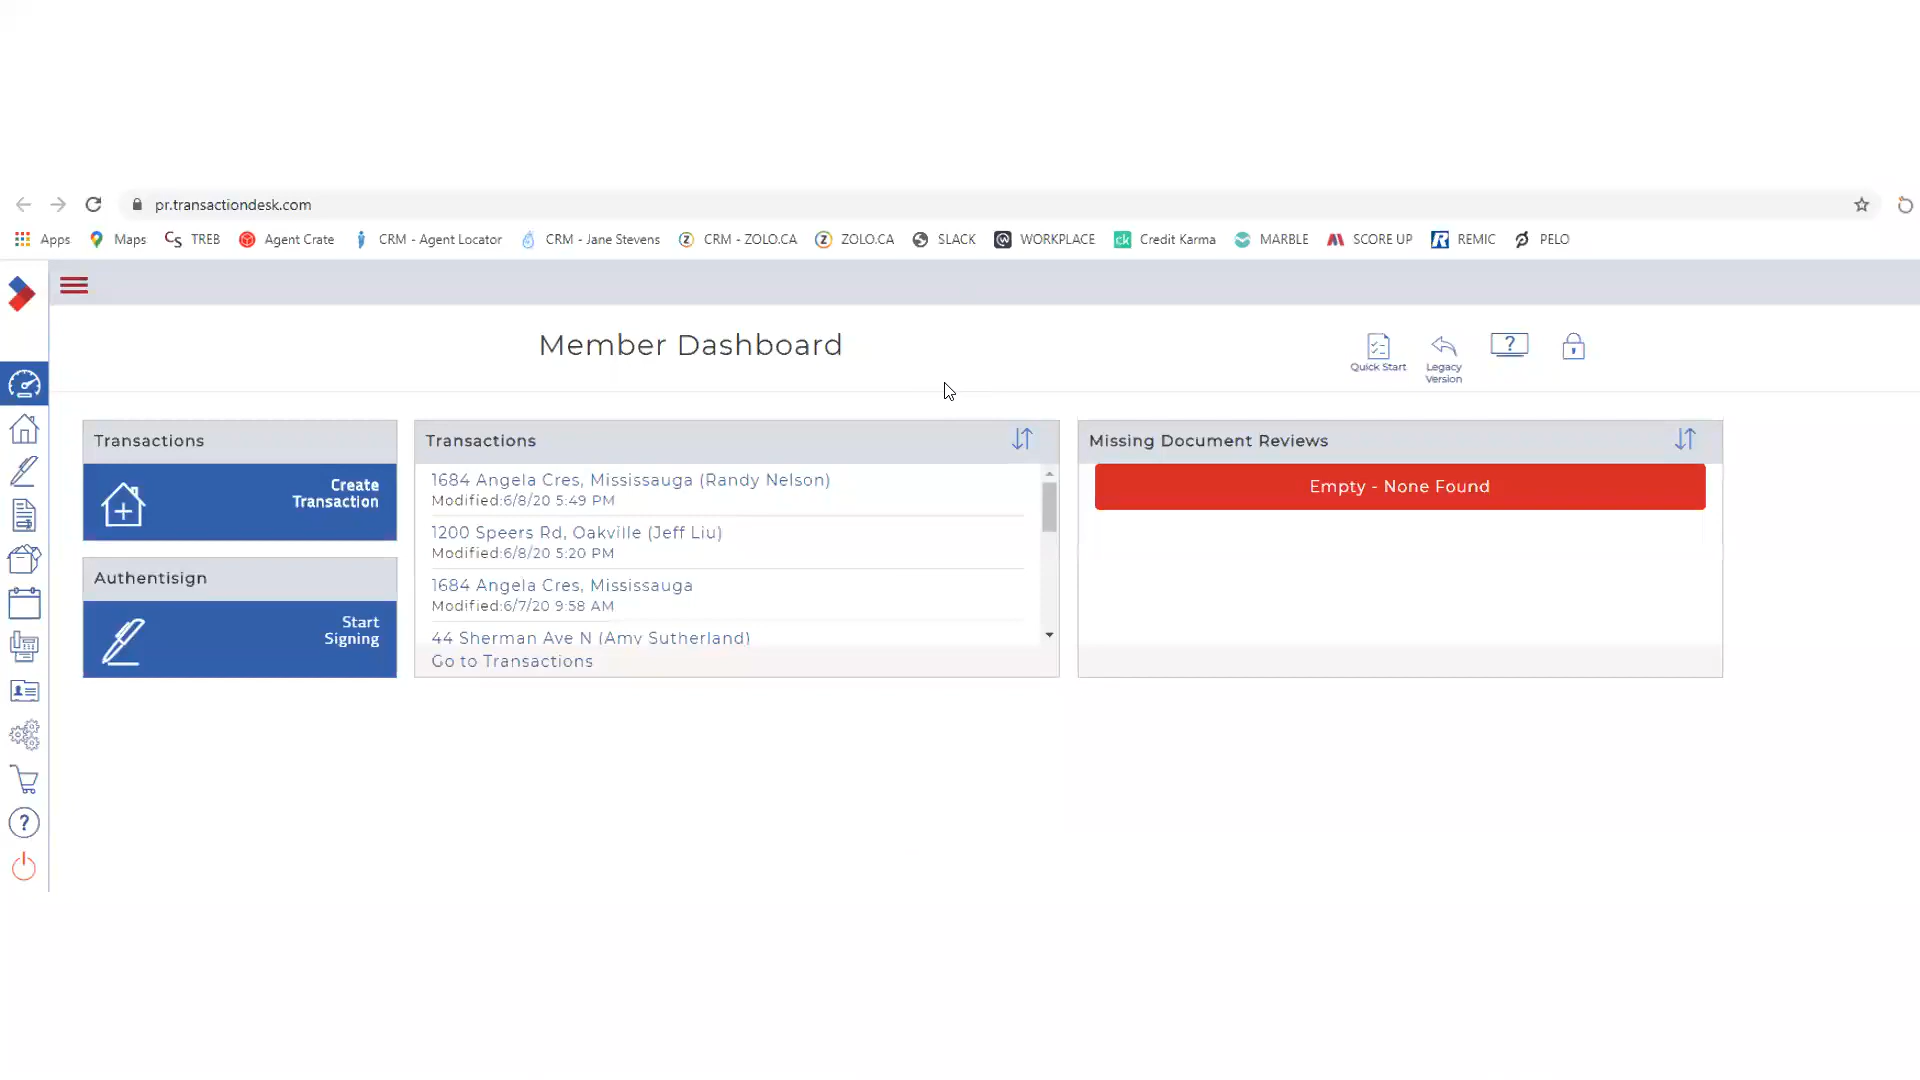 pr.transactiondesk.com
Apps Maps TREB Agent Crate CRM - Agent Locator CRM - Jane Stevens CRM - ZOLO.CA ZOLO.CA SLACK WORKPLACE Credit Karma MARBLE SCORE UP REMIC PELO
Member Dashboard
Quick Start
Legacy
Version
Transactions
Create
Transaction
Authentisign
Start
Signing
Transactions
1684 Angela Cres, Mississauga (Randy Nelson)
Modified:6/8/20 5:49 PM
1200 Speers Rd, Oakville (Jeff Liu)
Modified:6/8/20 5:20 PM
1684 Angela Cres, Mississauga
Modified:6/7/20 9:58 AM
44 Sherman Ave N (Amy Sutherland)
Go to Transactions
Missing Document Reviews
Empty - None Found